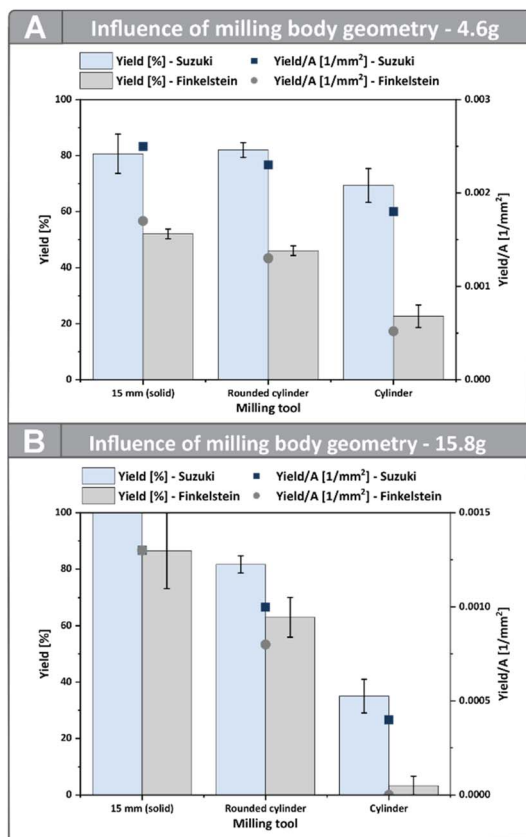 A Influence of milling body geometry - 4.6g
Yield [%] - Suzuki Yield/A [1/mm²] - Suzuki
Yield [%] - Finkelstein Yield/A [1/mm²] - Finkelstein
100 0.003
80
0.002
60
40
0.001
20
0 0.000
Yield [%]
Yield/A [1/mm²]
15 mm (solid) Rounded cylinder Cylinder
Milling tool
B Influence of milling body geometry - 15.8g
Yield [%] - Suzuki Yield/A [1/mm²] - Suzuki
Yield [%] - Finkelstein Yield/A [1/mm²] - Finkelstein
100 0.0015
80
0.0010
60
40
0.0005
20
0 0.0000
Yield [%]
Yield/A [1/mm²]
15 mm (solid) Rounded cylinder Cylinder
Milling tool